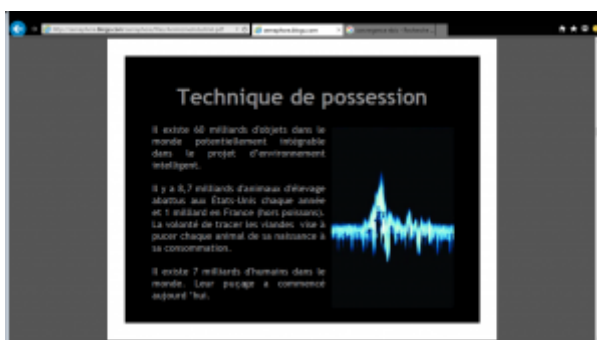 semaphore.blogs.com
Technique de possession
Il existe 60 milliards d'objets dans le
monde potentiellement intégrable
dans le projet d'environnement
intelligent.
Il y a 8,7 milliards d'animaux d'élevage
abattus aux États-Unis chaque année
et 1 milliard en France (hors poissons).
La volonté de tracer les viandes vise à
pucer chaque animal de sa naissance à
sa consommation.
Il existe 7 milliards d'humains dans le
monde. Leur puçage a commencé
aujourd'hui.